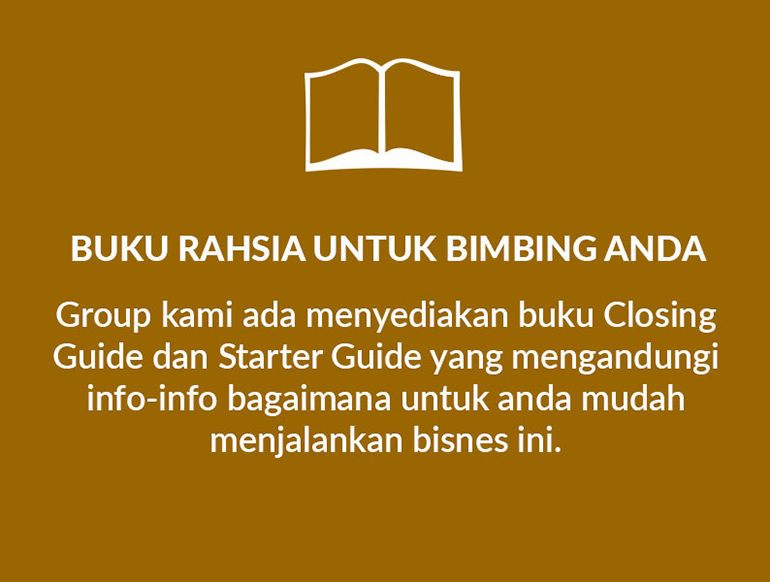 BUKU RAHSIA UNTUK BIMBING ANDA
Group kami ada menyediakan buku Closing
Guide dan Starter Guide yang mengandungi
info-info bagaimana untuk anda mudah
menjalankan bisnes ini.